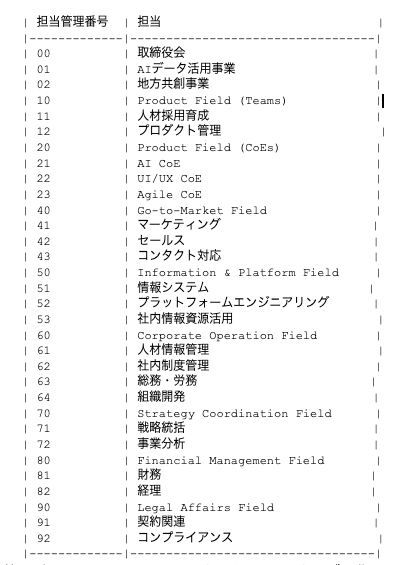 | 担当管理番号 | 担当 |
|--------------|----------------------------|
| 00 | 取締役会 |
| 01 | AIデータ活用事業 |
| 02 | 地方共創事業 |
| 10 | Product Field (Teams) |
| 11 | 人材採用育成 |
| 12 | プロダクト管理 |
| 20 | Product Field (CoEs) |
| 21 | AI CoE |
| 22 | UI/UX CoE |
| 23 | Agile CoE |
| 40 | Go-to-Market Field |
| 41 | マーケティング |
| 42 | セールス |
| 43 | コンタクト対応 |
| 50 | Information & Platform Field |
| 51 | 情報システム |
| 52 | プラットフォームエンジニアリング |
| 53 | 社内情報資源活用 |
| 60 | Corporate Operation Field |
| 61 | 人材情報管理 |
| 62 | 社内制度管理 |
| 63 | 総務・労務 |
| 64 | 組織開発 |
| 70 | Strategy Coordination Field |
| 71 | 戦略統括 |
| 72 | 事業分析 |
| 80 | Financial Management Field |
| 81 | 財務 |
| 82 | 経理 |
| 90 | Legal Affairs Field |
| 91 | 契約関連 |
| 92 | コンプライアンス |
|--------------|----------------------------|